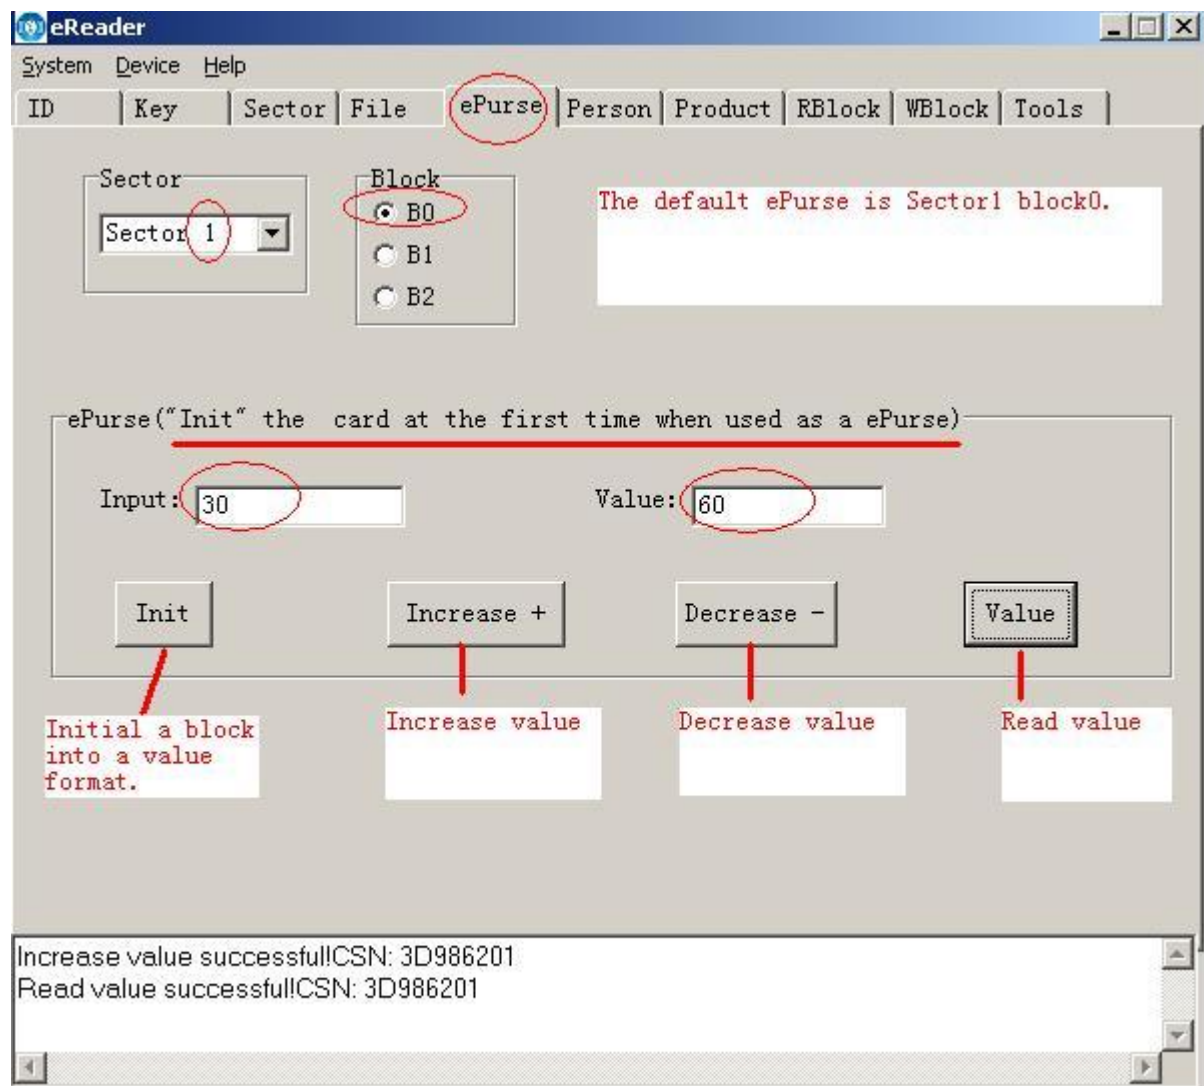 eReader
System Device Help
ID Key Sector File ePurse Person Product RBlock WBlock Tools
Sector
Sector 1
Block
B0
B1
B2
The default ePurse is Sector1 block0.
ePurse("Init" the card at the first time when used as a ePurse)
Input: 30 Value: 60
Init Increase + Decrease - Value
Initial a block
into a value
format.
Increase value
Decrease value
Read value
Increase value successful!CSN: 3D986201
Read value successful!CSN: 3D986201